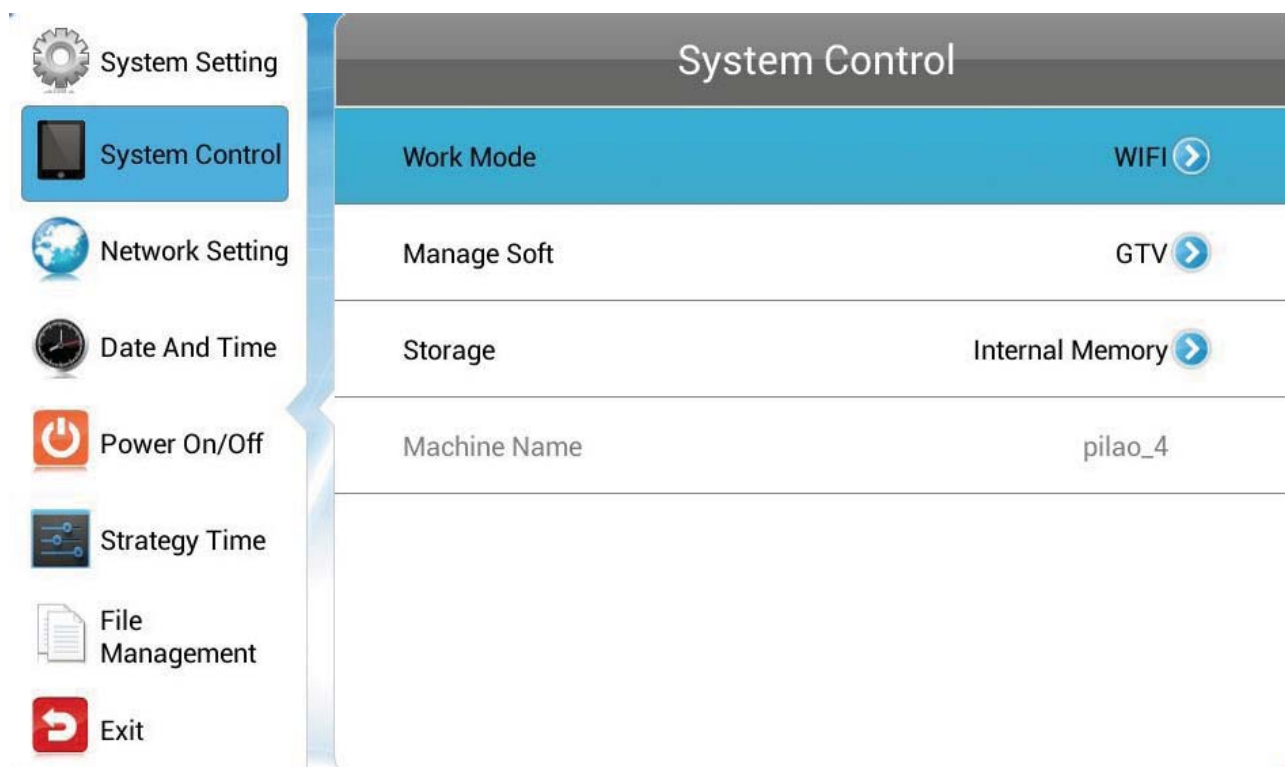 System Setting
System Control
Network Setting
Date And Time
Power On/Off
Strategy Time
File
Management
Exit
System Control
Work Mode WIFI
Manage Soft GTV
Storage Internal Memory
Machine Name pilao_4